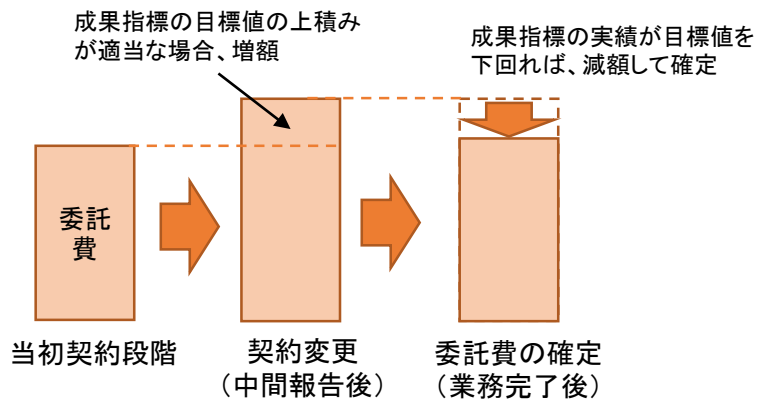 成果指標の目標値の上積み
が適当な場合、増額
成果指標の実績が目標値を
下回れば、減額して確定
委託
費
当初契約段階
契約変更
（中間報告後）
委託費の確定
（業務完了後）